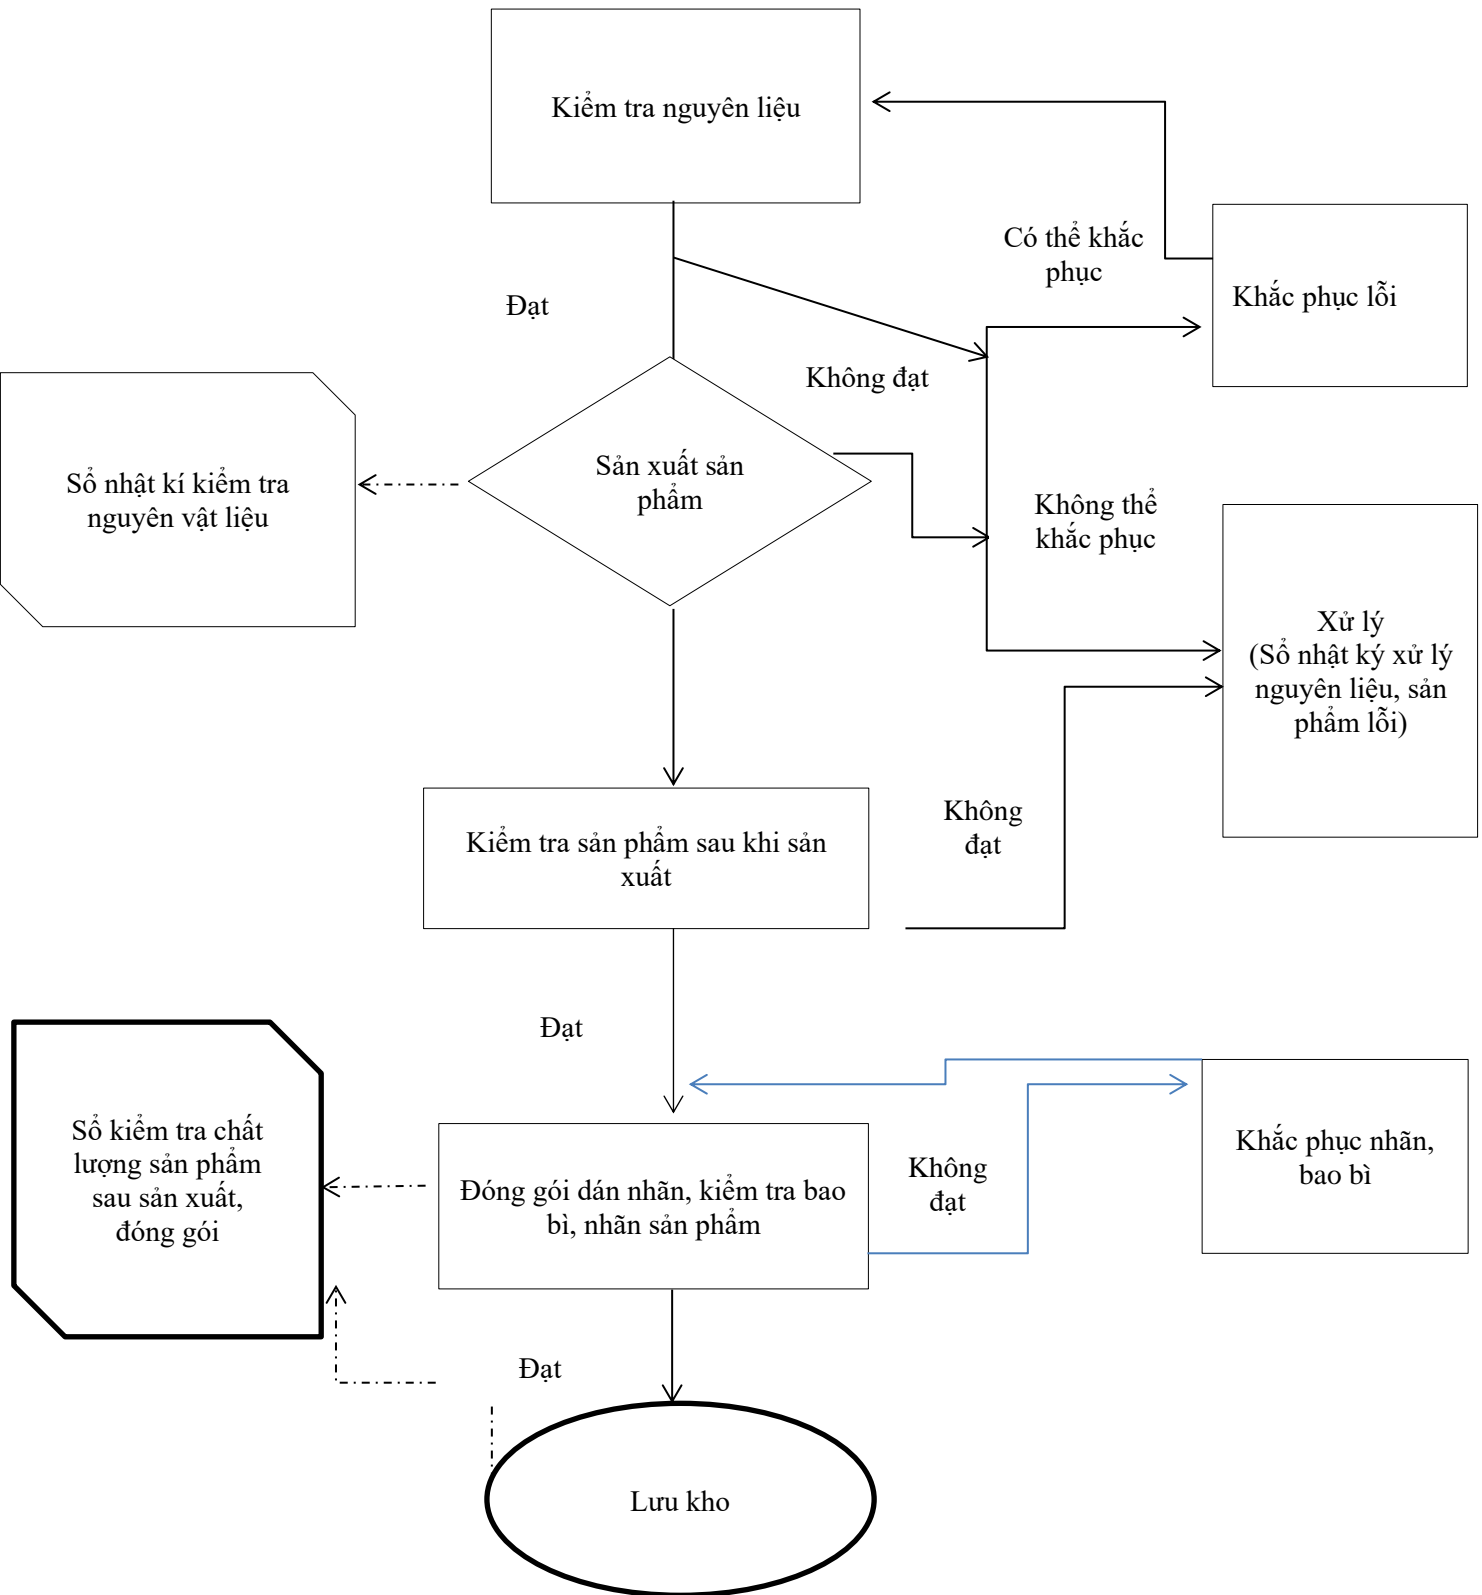 Kiểm tra nguyên liệu
Có thể khắc
phục
Khắc phục lỗi
Đạt
Không đạt
Sổ nhật kí kiểm tra
nguyên vật liệu
Sản xuất sản
phẩm
Không thể
khắc phục
Xử lý
(Sổ nhật ký xử lý
nguyên liệu, sản
phẩm lỗi)
Kiểm tra sản phẩm sau khi sản
xuất
Không
đạt
Đạt
Sổ kiểm tra chất
lượng sản phẩm
sau sản xuất,
đóng gói
Đóng gói dán nhãn, kiểm tra bao
bì, nhãn sản phẩm
Không
đạt
Khắc phục nhãn,
bao bì
Đạt
Lưu kho